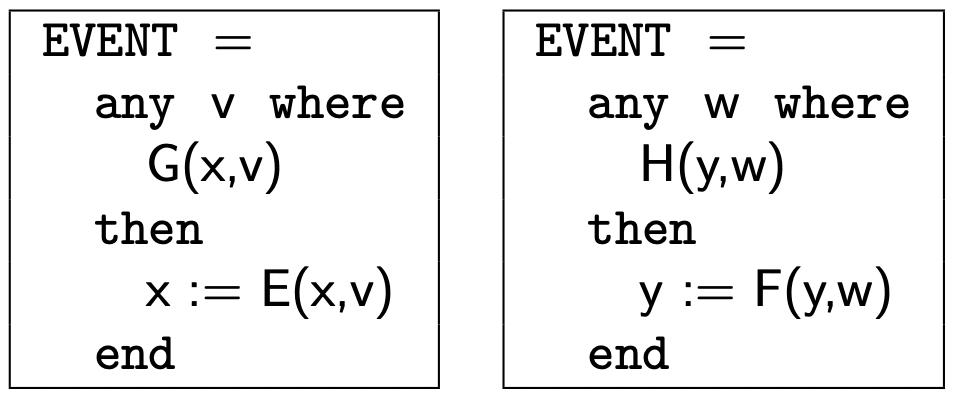 EVENT =
any v where
G(x,v)
then
x := E(x,v)
end
EVENT =
any w where
H(y,w)
then
y := F(y,w)
end